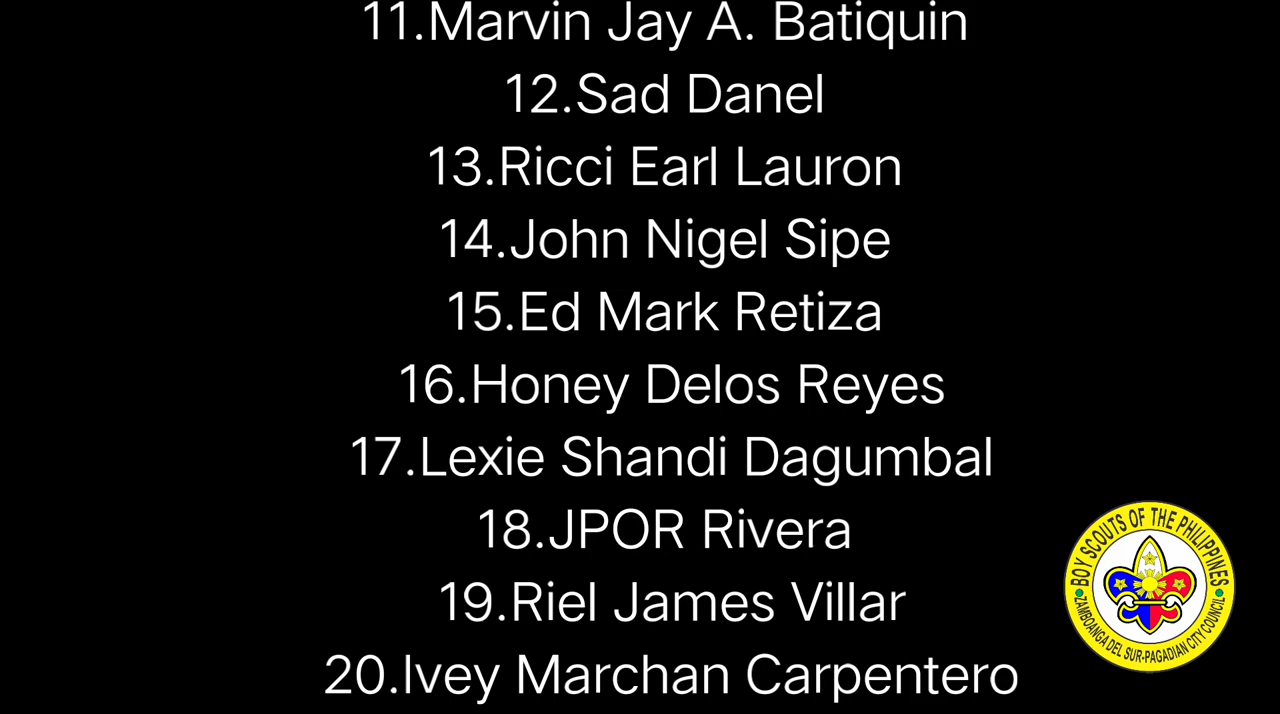 11.Marvin Jay A. Batiquin
12.Sad Danel
13.Ricci Earl Lauron
14.John Nigel Sipe
15.Ed Mark Retiza
16.Honey Delos Reyes
17.Lexie Shandi Dagumbal
18.JPOR Rivera
19.Riel James Villar
20.Ivey Marchan Carpentero
BOY SCOUTS OF THE PHILIPPINES
ZAMBOANGA DEL SUR-PAGADIAN CITY COUNCIL